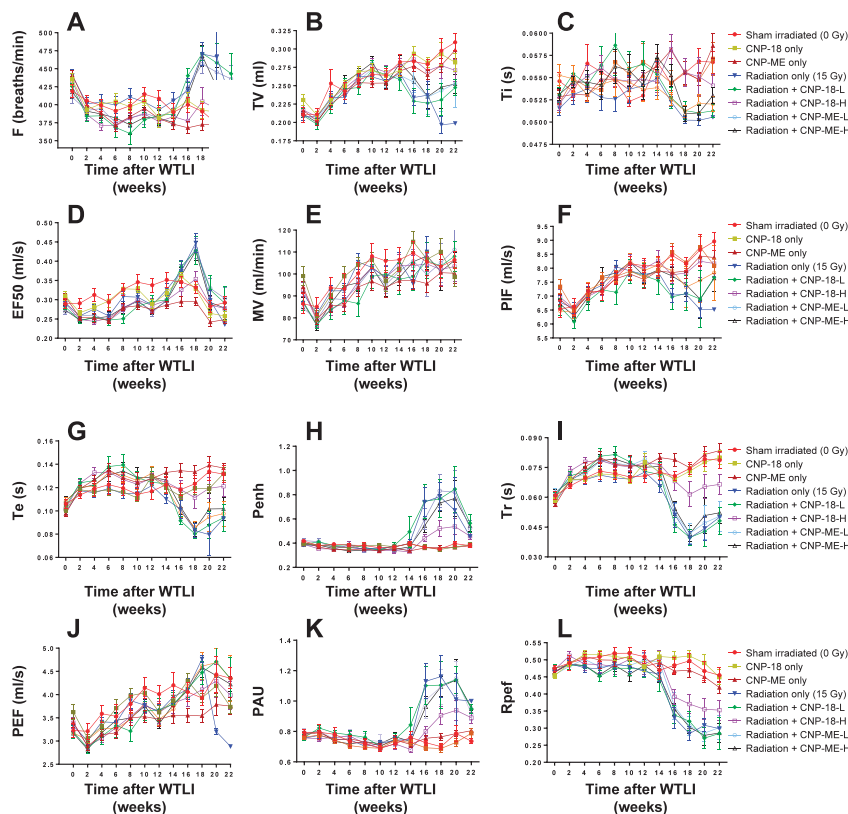 A
F (breaths/min)
500
450
425
400
375
350
0 2 4 6 8 10 12 14 16 18
Time after WTLI
(weeks)
B
TV (ml)
0.325
0.300
0.275
0.250
0.225
0.200
0.175
0 2 4 6 8 10 12 14 16 18 20 22
Time after WTLI
(weeks)
C
Ti (s)
0.0600
0.0575
0.0550
0.0525
0.0500
0.0475
0 2 4 6 8 10 12 14 16 18 20 22
Time after WTLI
(weeks)
Sham irradiated (0 Gy)
CNP-18 only
CNP-ME only
Radiation only (15 Gy)
Radiation + CNP-18-L
Radiation + CNP-18-H
Radiation + CNP-ME-L
Radiation + CNP-ME-H
D
EF50 (ml/s)
0.50
0.45
0.40
0.35
0.30
0.25
0.20
0 2 4 6 8 10 12 14 16 18 20 22
Time after WTLI
(weeks)
E
MV (ml/min)
120
110
100
90
80
70
0 2 4 6 8 10 12 14 16 18 20 22
Time after WTLI
(weeks)
F
PIF (ml/s)
9.5
9.0
8.5
8.0
7.5
7.0
6.5
6.0
5.5
0 2 4 6 8 10 12 14 16 18 20 22
Time after WTLI
(weeks)
Sham irradiated (0 Gy)
CNP-18 only
CNP-ME only
Radiation only (15 Gy)
Radiation + CNP-18-L
Radiation + CNP-18-H
Radiation + CNP-ME-L
Radiation + CNP-ME-H
G
Te (s)
0.16
0.14
0.12
0.10
0.08
0.06
0 2 4 6 8 10 12 14 16 18 20 22
Time after WTLI
(weeks)
H
Penh
1.4
1.2
1.0
0.8
0.6
0.4
0.2
0 2 4 6 8 10 12 14 16 18 20 22
Time after WTLI
(weeks)
I
Tr (s)
0.090
0.075
0.060
0.045
0.030
0 2 4 6 8 10 12 14 16 18 20 22
Time after WTLI
(weeks)
Sham irradiated (0 Gy)
CNP-18 only
CNP-ME only
Radiation only (15 Gy)
Radiation + CNP-18-L
Radiation + CNP-18-H
Radiation + CNP-ME-L
Radiation + CNP-ME-H
J
PEF (ml/s)
5.0
4.5
4.0
3.5
3.0
2.5
0 2 4 6 8 10 12 14 16 18 20 22
Time after WTLI
(weeks)
K
PAU
1.4
1.2
1.0
0.8
0.6
0 2 4 6 8 10 12 14 16 18 20 22
Time after WTLI
(weeks)
L
Rpef
0.55
0.50
0.45
0.40
0.35
0.30
0.25
0.20
0 2 4 6 8 10 12 14 16 18 20 22
Time after WTLI
(weeks)
Sham irradiated (0 Gy)
CNP-18 only
CNP-ME only
Radiation only (15 Gy)
Radiation + CNP-18-L
Radiation + CNP-18-H
Radiation + CNP-ME-L
Radiation + CNP-ME-H